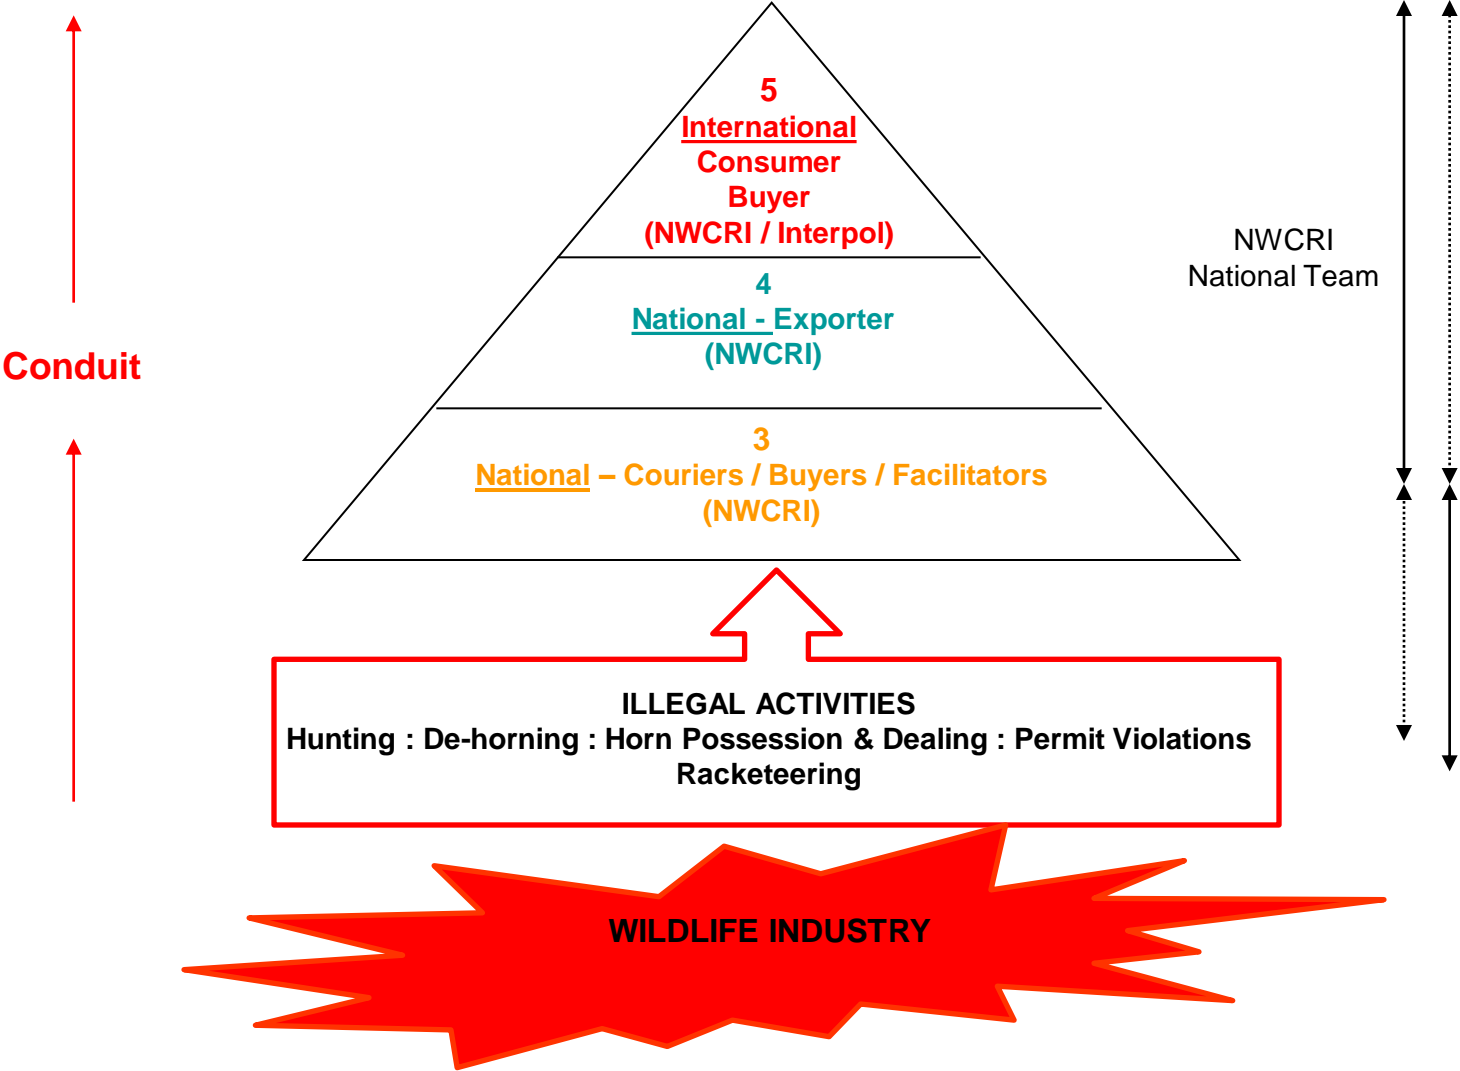 5
International
Consumer
Buyer
(NWCRI / Interpol)
NWCRI
National Team
4
National - Exporter
(NWCRI)
Conduit
3
National – Couriers / Buyers / Facilitators
(NWCRI)
ILLEGAL ACTIVITIES
Hunting : De-horning : Horn Possession & Dealing : Permit Violations
Racketeering
WILDLIFE INDUSTRY